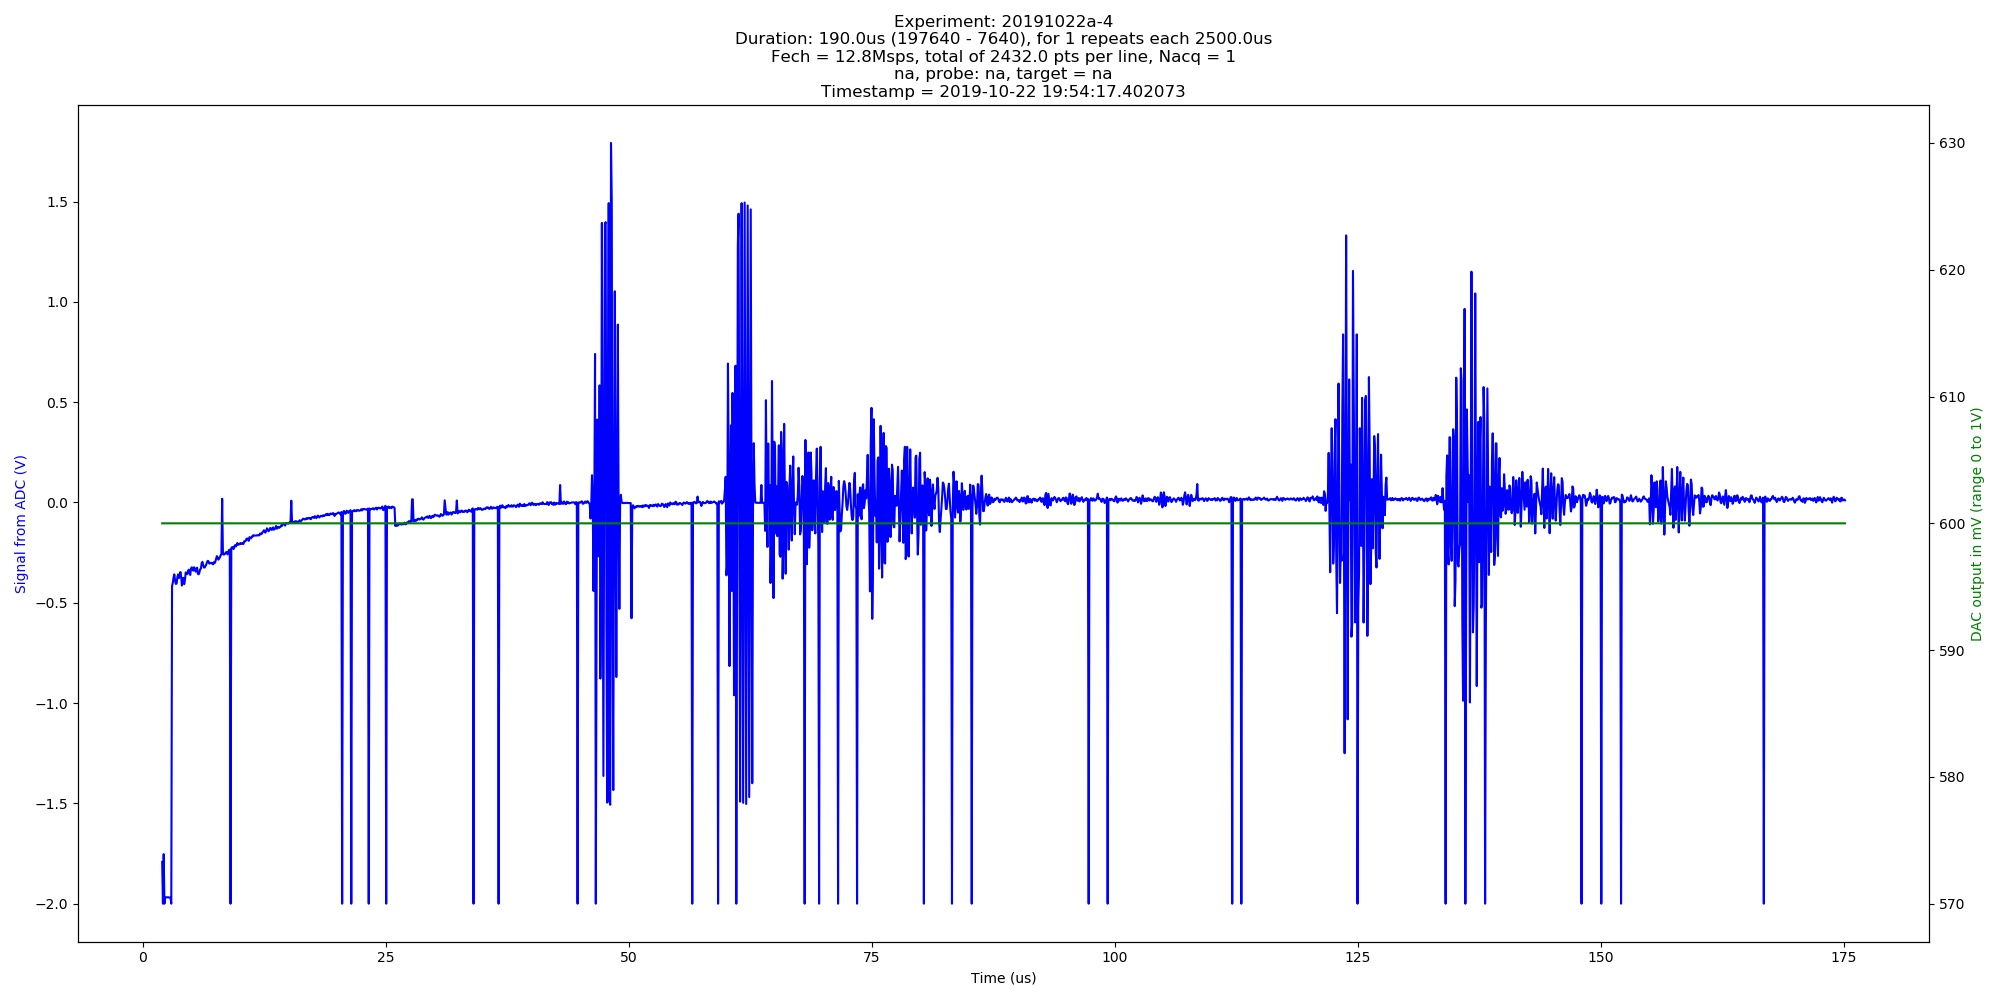 Experiment: 20191022a-4
Duration: 190.0us (197640 - 7640), for 1 repeats each 2500.0us
Fech = 12.8Msps, total of 2432.0 pts per line, Nacq = 1
na, probe: na, target = na
Timestamp = 2019-10-22 19:54:17.402073
Signal from ADC (V)
1.5
1.0
0.5
0.0
−0.5
−1.0
−1.5
−2.0
630
620
610
600
590
580
570
DAC output in mV (range 0 to 1V)
0
25
50
75
100
125
150
175
Time (us)